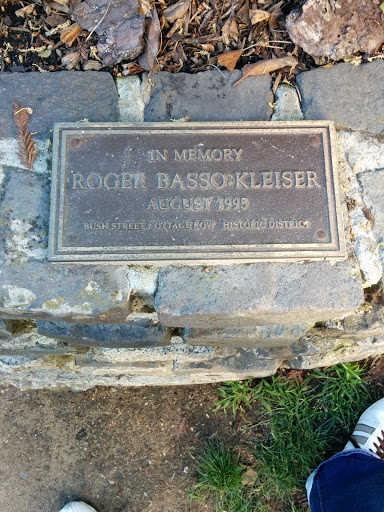 IN MEMORY
ROGER BASSO-KLEISER
AUGUST 1995
BUSH STREET COTTAGE ROW HISTORIC DISTRICT